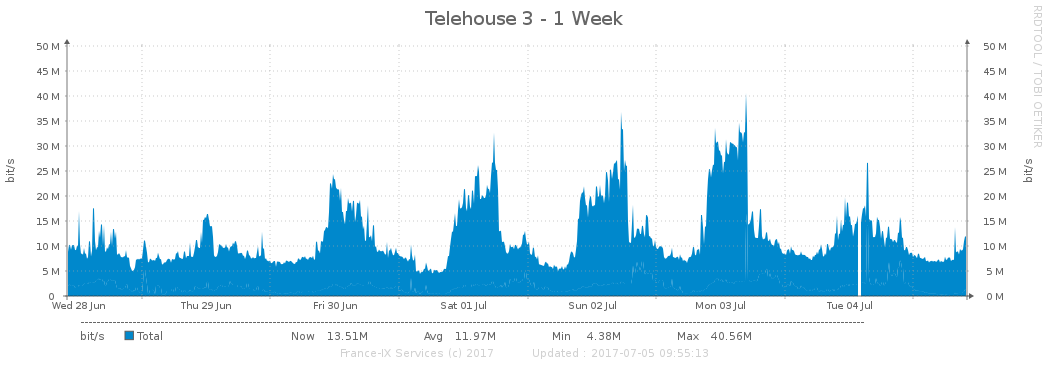 Telehouse 3 - 1 Week
RRDTOOL / TOBI OETIKER
50 M 50 M
45 M 45 M
40 M 40 M
35 M 35 M
30 M 30 M
25 M 25 M
20 M 20 M
15 M 15 M
10 M 10 M
5 M 5 M
0 0 M
bit/s bit/s
Wed 28 Jun Thu 29 Jun Fri 30 Jun Sat 01 Jul Sun 02 Jul Mon 03 Jul Tue 04 Jul
bit/s Total Now 13.51M Avg 11.97M Min 4.38M Max 40.56M
France-IX Services (c) 2017 Updated : 2017-07-05 09:55:13